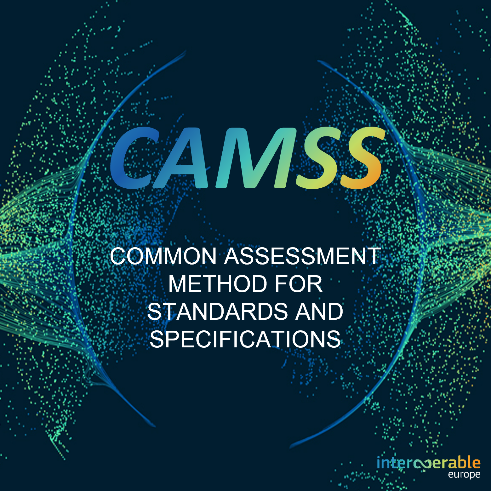 CAMSS
COMMON ASSESSMENT
METHOD FOR
STANDARDS AND
SPECIFICATIONS
interoperable
europe